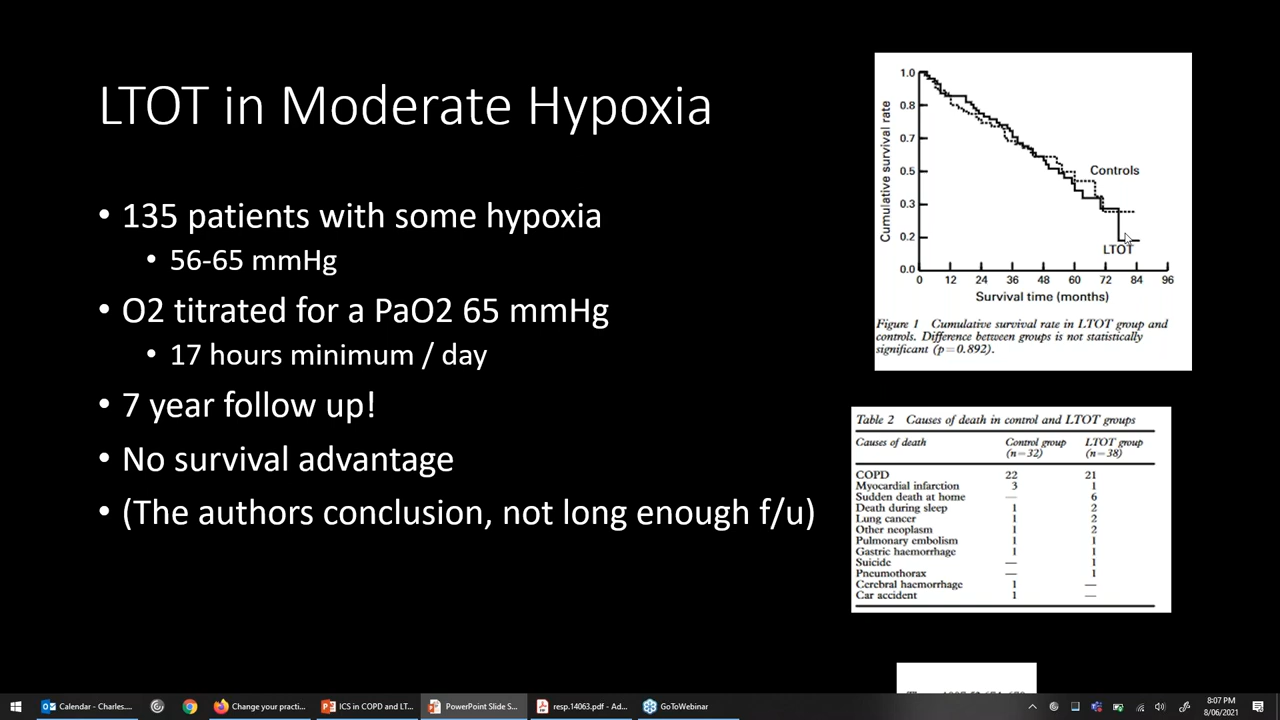 LTOT in Moderate Hypoxia
• 135 patients with some hypoxia
• 56-65 mmHg
• O2 titrated for a PaO2 65 mmHg
• 17 hours minimum / day
• 7 year follow up!
• No survival advantage
• (The authors conclusion, not long enough f/u)
Cumulative survival rate
1.0
0.8
0.7
0.5
0.3
0.2
0.0
Controls
LTOT
0 12 24 36 48 60 72 84 96
Survival time (months)
Figure 1 Cumulative survival rate in LTOT group and
controls. Difference between groups is not statistically
significant (p=0.892).
Table 2 Causes of death in control and LTOT groups
Causes of death Control group LTOT group
(n=32) (n=38)
COPD 22 21
Myocardial infarction 3 1
Sudden death at home — 6
Death during sleep 1 2
Lung cancer 1 2
Other neoplasm 1 2
Pulmonary embolism 1 1
Gastric haemorrhage 1 1
Suicide — 1
Pneumothorax — 1
Cerebral haemorrhage 1 —
Car accident 1 —
Calendar - Charles....
Change your practi...
ICS in COPD and LT...
PowerPoint Slide S...
resp.14063.pdf - Ad...
GoToWebinar
8:07 PM
8/06/2021